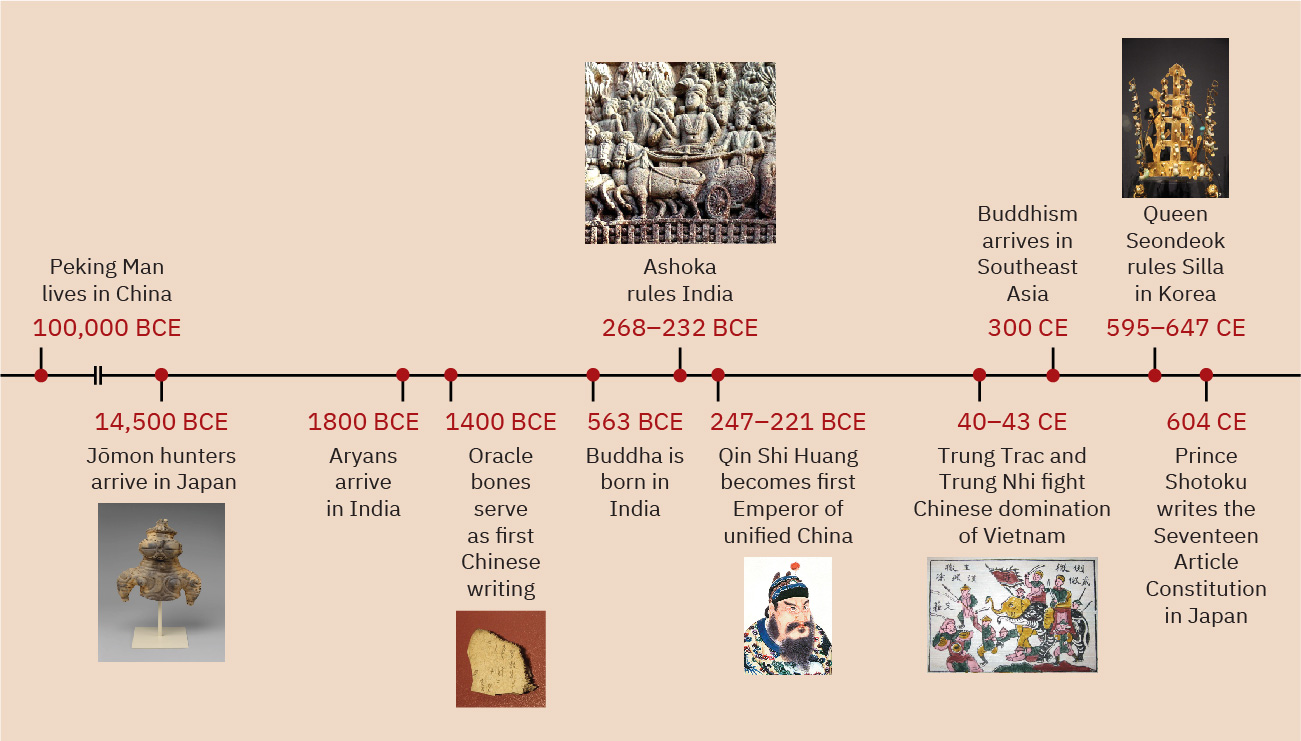 Peking Man
lives in China
100,000 BCE
14,500 BCE
Jōmon hunters
arrive in Japan
1800 BCE
Aryans
arrive
in India
1400 BCE
Oracle
bones
serve
as first
Chinese
writing
563 BCE
Buddha is
born in
India
Ashoka
rules India
268–232 BCE
247–221 BCE
Qin Shi Huang
becomes first
Emperor of
unified China
40–43 CE
Trung Trac and
Trung Nhi fight
Chinese domination
of Vietnam
Buddhism
arrives in
Southeast
Asia
300 CE
Queen
Seondeok
rules Silla
in Korea
595–647 CE
604 CE
Prince
Shotoku
writes the
Seventeen
Article
Constitution
in Japan